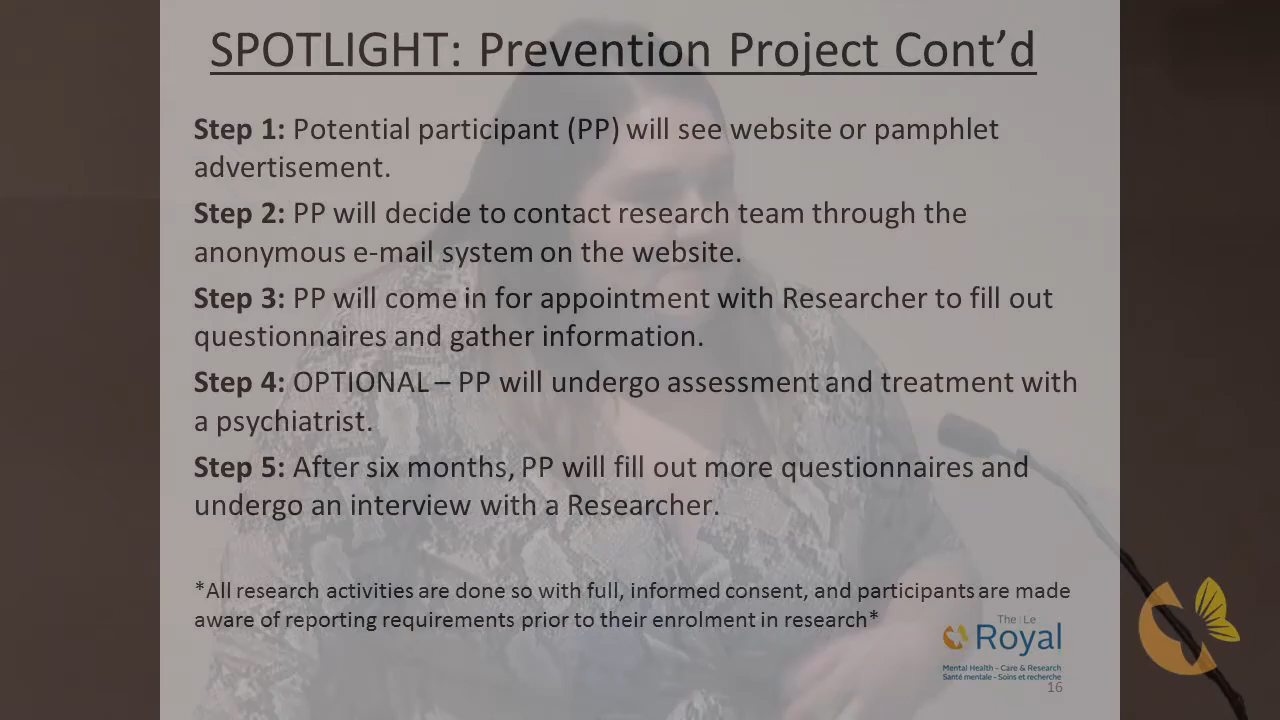 SPOTLIGHT: Prevention Project Cont’d
Step 1: Potential participant (PP) will see website or pamphlet
advertisement.
Step 2: PP will decide to contact research team through the
anonymous e-mail system on the website.
Step 3: PP will come in for appointment with Researcher to fill out
questionnaires and gather information.
Step 4: OPTIONAL – PP will undergo assessment and treatment with
a psychiatrist.
Step 5: After six months, PP will fill out more questionnaires and
undergo an interview with a Researcher.
*All research activities are done so with full, informed consent, and participants are made
aware of reporting requirements prior to their enrolment in research*
The | Le
Royal
Mental Health - Care & Research
Santé mentale - Soins et recherche
16